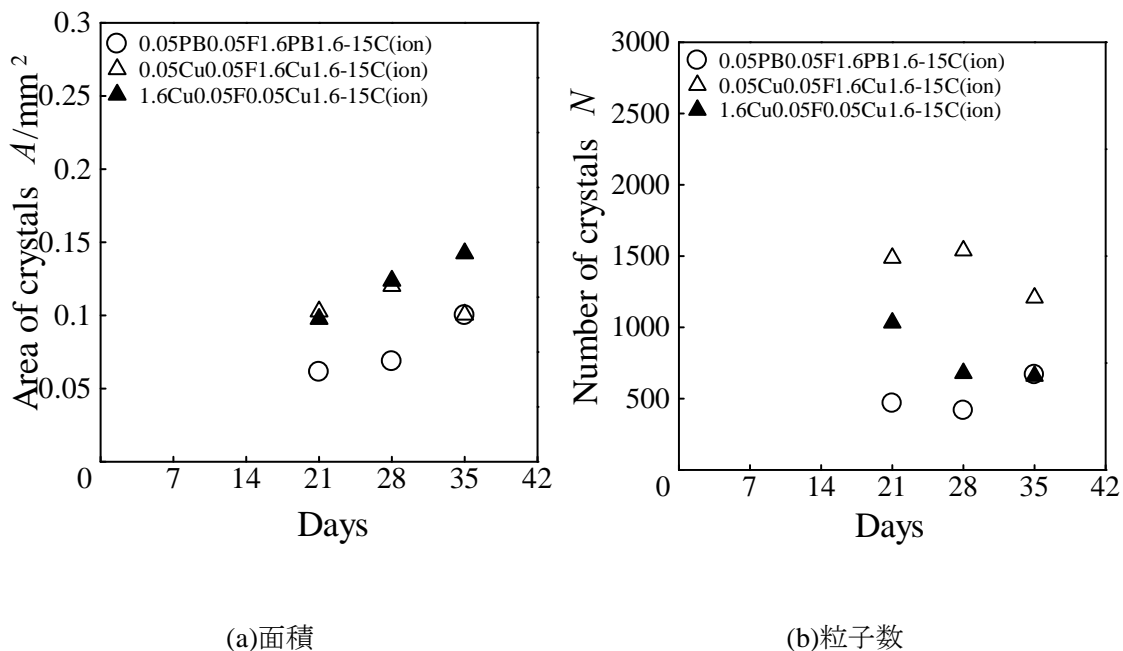 0.3
0.25
0.2
0.15
0.1
0.05
0
Area of crystals A/mm²
0.05PB0.05F1.6PB1.6-15C(ion)
0.05Cu0.05F1.6Cu1.6-15C(ion)
1.6Cu0.05F0.05Cu1.6-15C(ion)
7 14 21 28 35 42
Days
(a)面積
3000
2500
2000
1500
1000
500
0
Number of crystals N
0.05PB0.05F1.6PB1.6-15C(ion)
0.05Cu0.05F1.6Cu1.6-15C(ion)
1.6Cu0.05F0.05Cu1.6-15C(ion)
7 14 21 28 35 42
Days
(b)粒子数